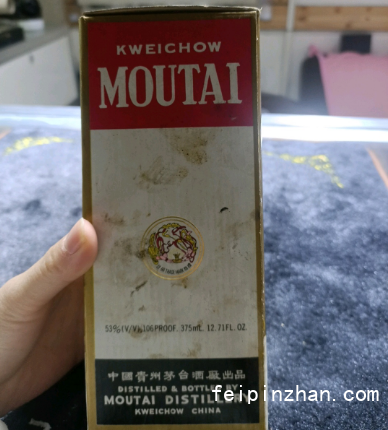 KWEICHOW
MOUTAI
53%(V/V),106PROOF. 375mL 12.71FL. OZ.
中國貴州茅台酒廠出品
DISTILLED & BOTTLED BY
MOUTAI DISTILLERY
KWEICHOW CHINA
feipinzhan.com